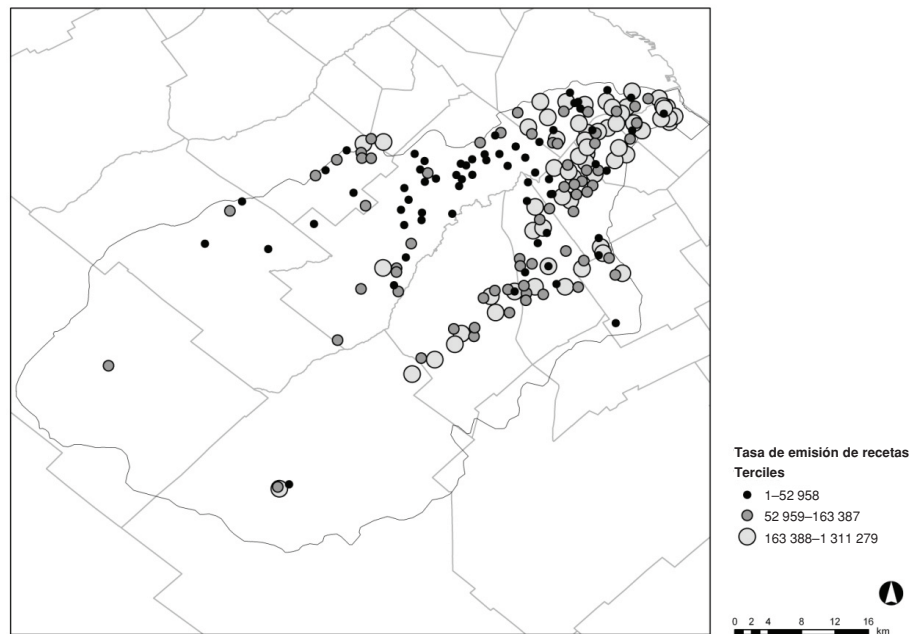 Tasa de emisión de recetas
Terciles
1–52 958
52 959–163 387
163 388–1 311 279
0 2 4 8 12 16
km